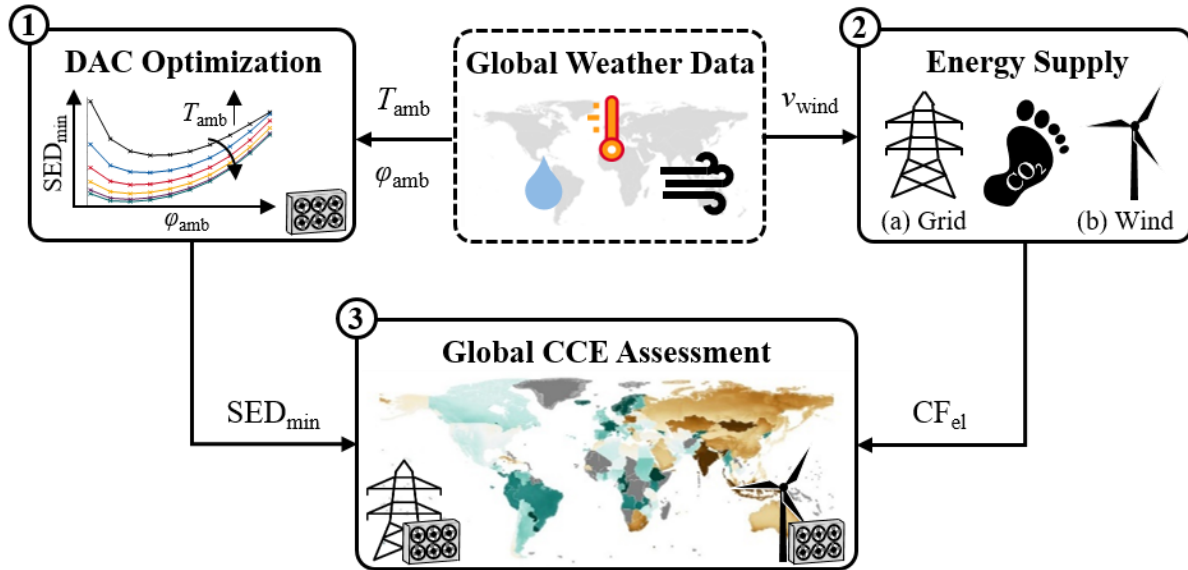 1
DAC Optimization
SED_min
T_amb
φ_amb
Global Weather Data
T_amb
φ_amb
v_wind
2
Energy Supply
CO₂
(a) Grid
(b) Wind
3
Global CCE Assessment
SED_min
CF_el